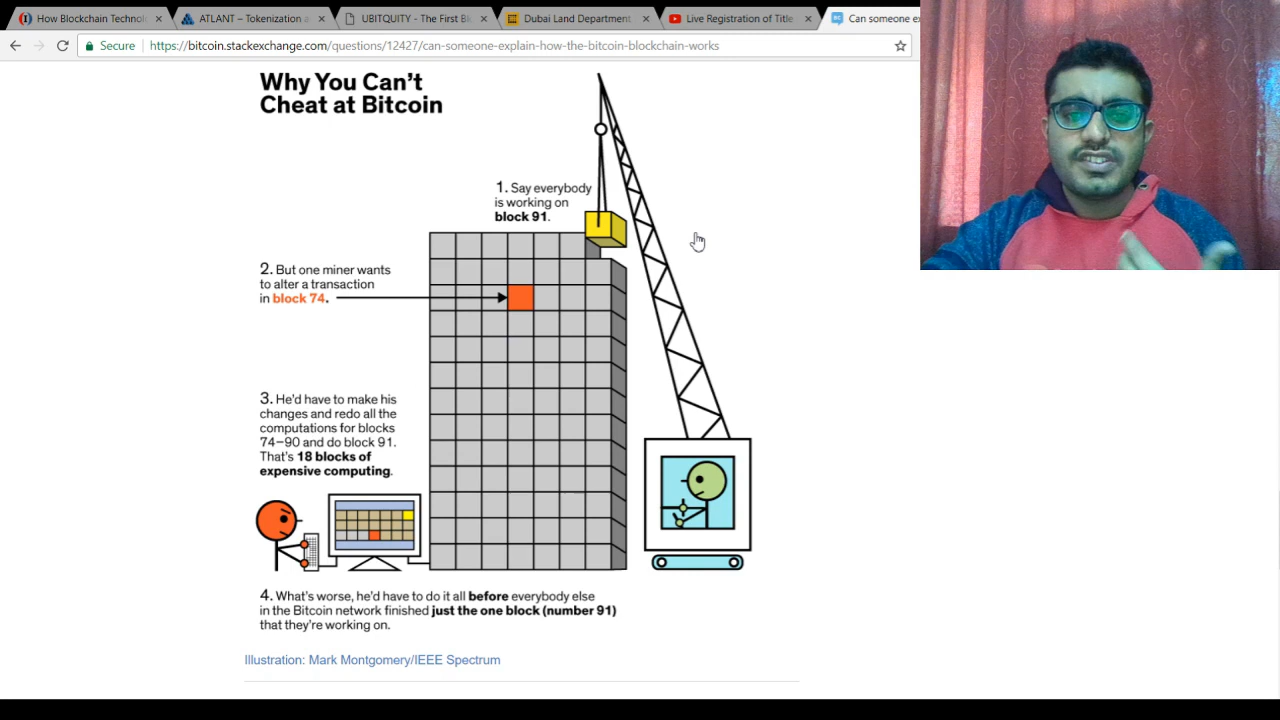 How Blockchain Technolo
ATLANT – Tokenization a
UBITQUITY - The First Bl
Dubai Land Department
Live Registration of Title
Can someone ex
Secure
https://bitcoin.stackexchange.com/questions/12427/can-someone-explain-how-the-bitcoin-blockchain-works
Why You Can't
Cheat at Bitcoin
1. Say everybody
is working on
block 91.
2. But one miner wants
to alter a transaction
in block 74.
3. He'd have to make his
changes and redo all the
computations for blocks
74–90 and do block 91.
That's 18 blocks of
expensive computing.
4. What's worse, he'd have to do it all before everybody else
in the Bitcoin network finished just the one block (number 91)
that they're working on.
Illustration: Mark Montgomery/IEEE Spectrum